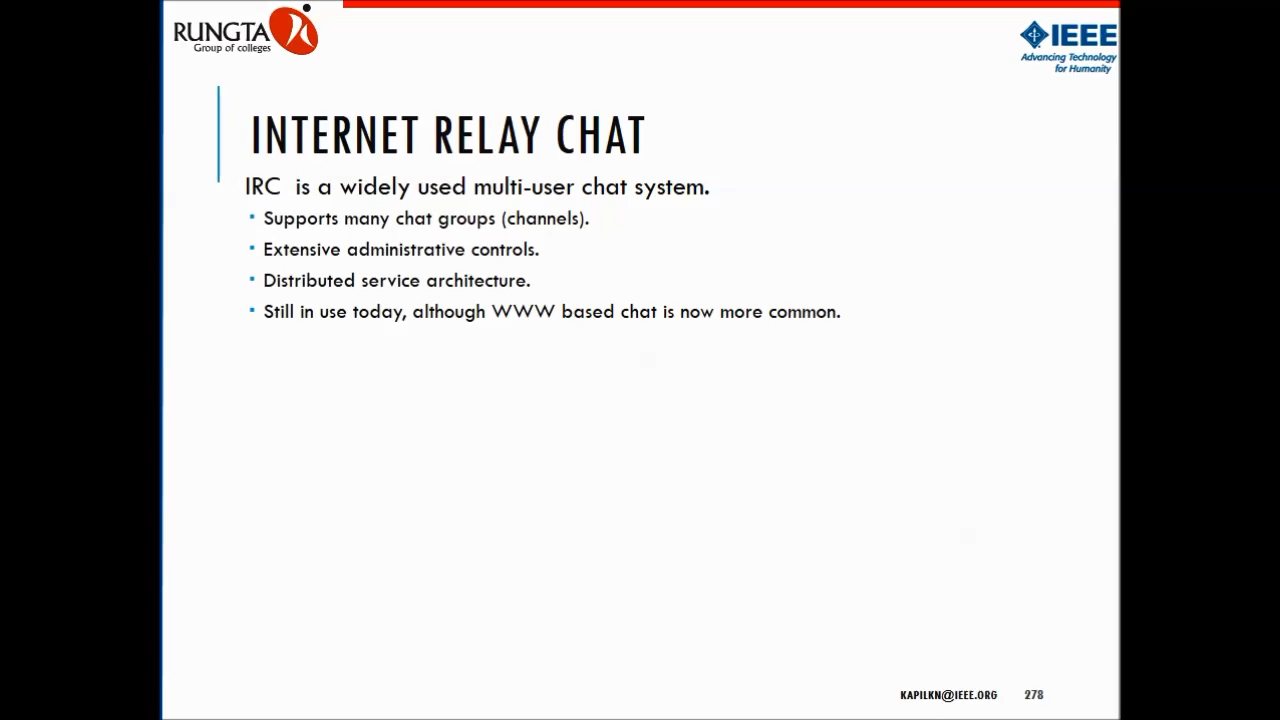 RUNGTA
Group of colleges
IEEE
Advancing Technology
for Humanity
INTERNET RELAY CHAT
IRC is a widely used multi-user chat system.
▪ Supports many chat groups (channels).
▪ Extensive administrative controls.
▪ Distributed service architecture.
▪ Still in use today, although WWW based chat is now more common.
KAPILKN@IEEE.ORG 278